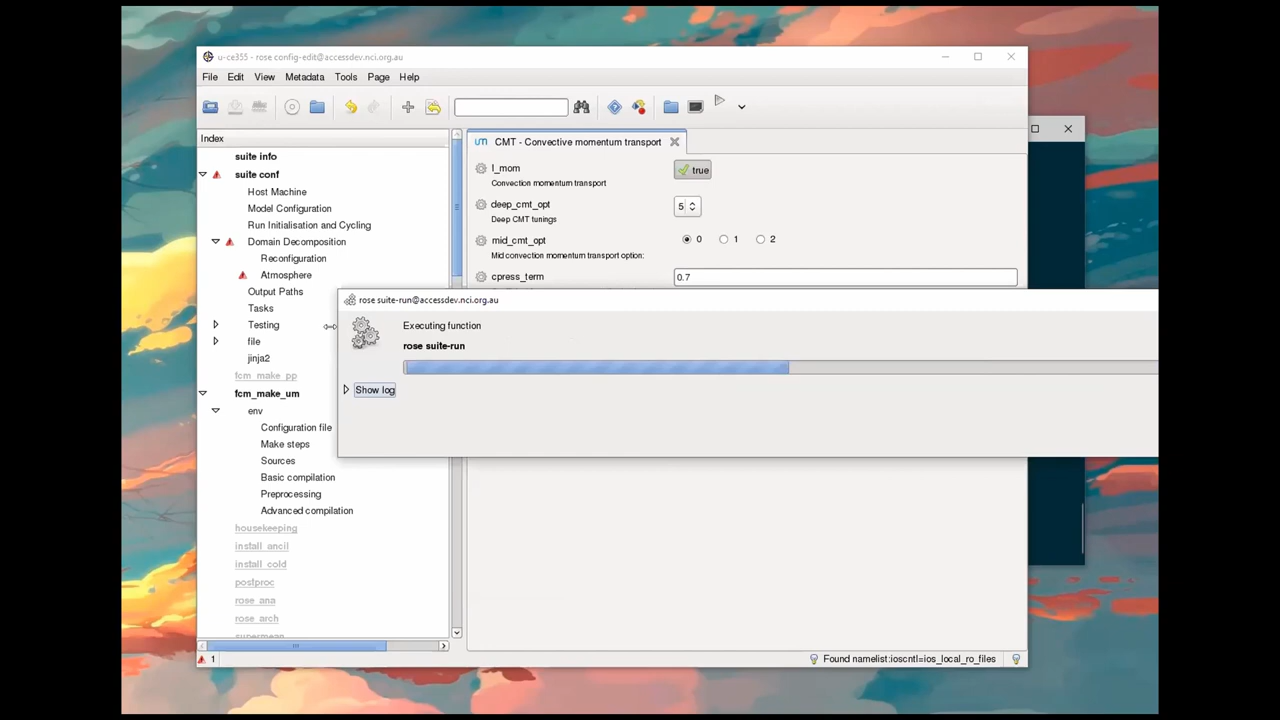 u-ce355 - rose config-edit@accessdev.nci.org.au
File Edit View Metadata Tools Page Help
Index
suite info
suite conf
Host Machine
Model Configuration
Run Initialisation and Cycling
Domain Decomposition
Reconfiguration
Atmosphere
Output Paths
Tasks
Testing
file
jinja2
fcm_make_pp
fcm_make_um
env
Configuration file
Make steps
Sources
Basic compilation
Preprocessing
Advanced compilation
housekeeping
install_ancil
install_cold
postproc
rose_ana
rose_arch
supermean
1
um CMT - Convective momentum transport
l_mom
Convection momentum transport
true
deep_cmt_opt
Deep CMT tunings
5
mid_cmt_opt
Mid convection momentum transport option:
0 1 2
cpress_term
0.7
rose suite-run@accessdev.nci.org.au
Executing function
rose suite-run
Show log
Found namelist:ioscntl=ios_local_ro_files